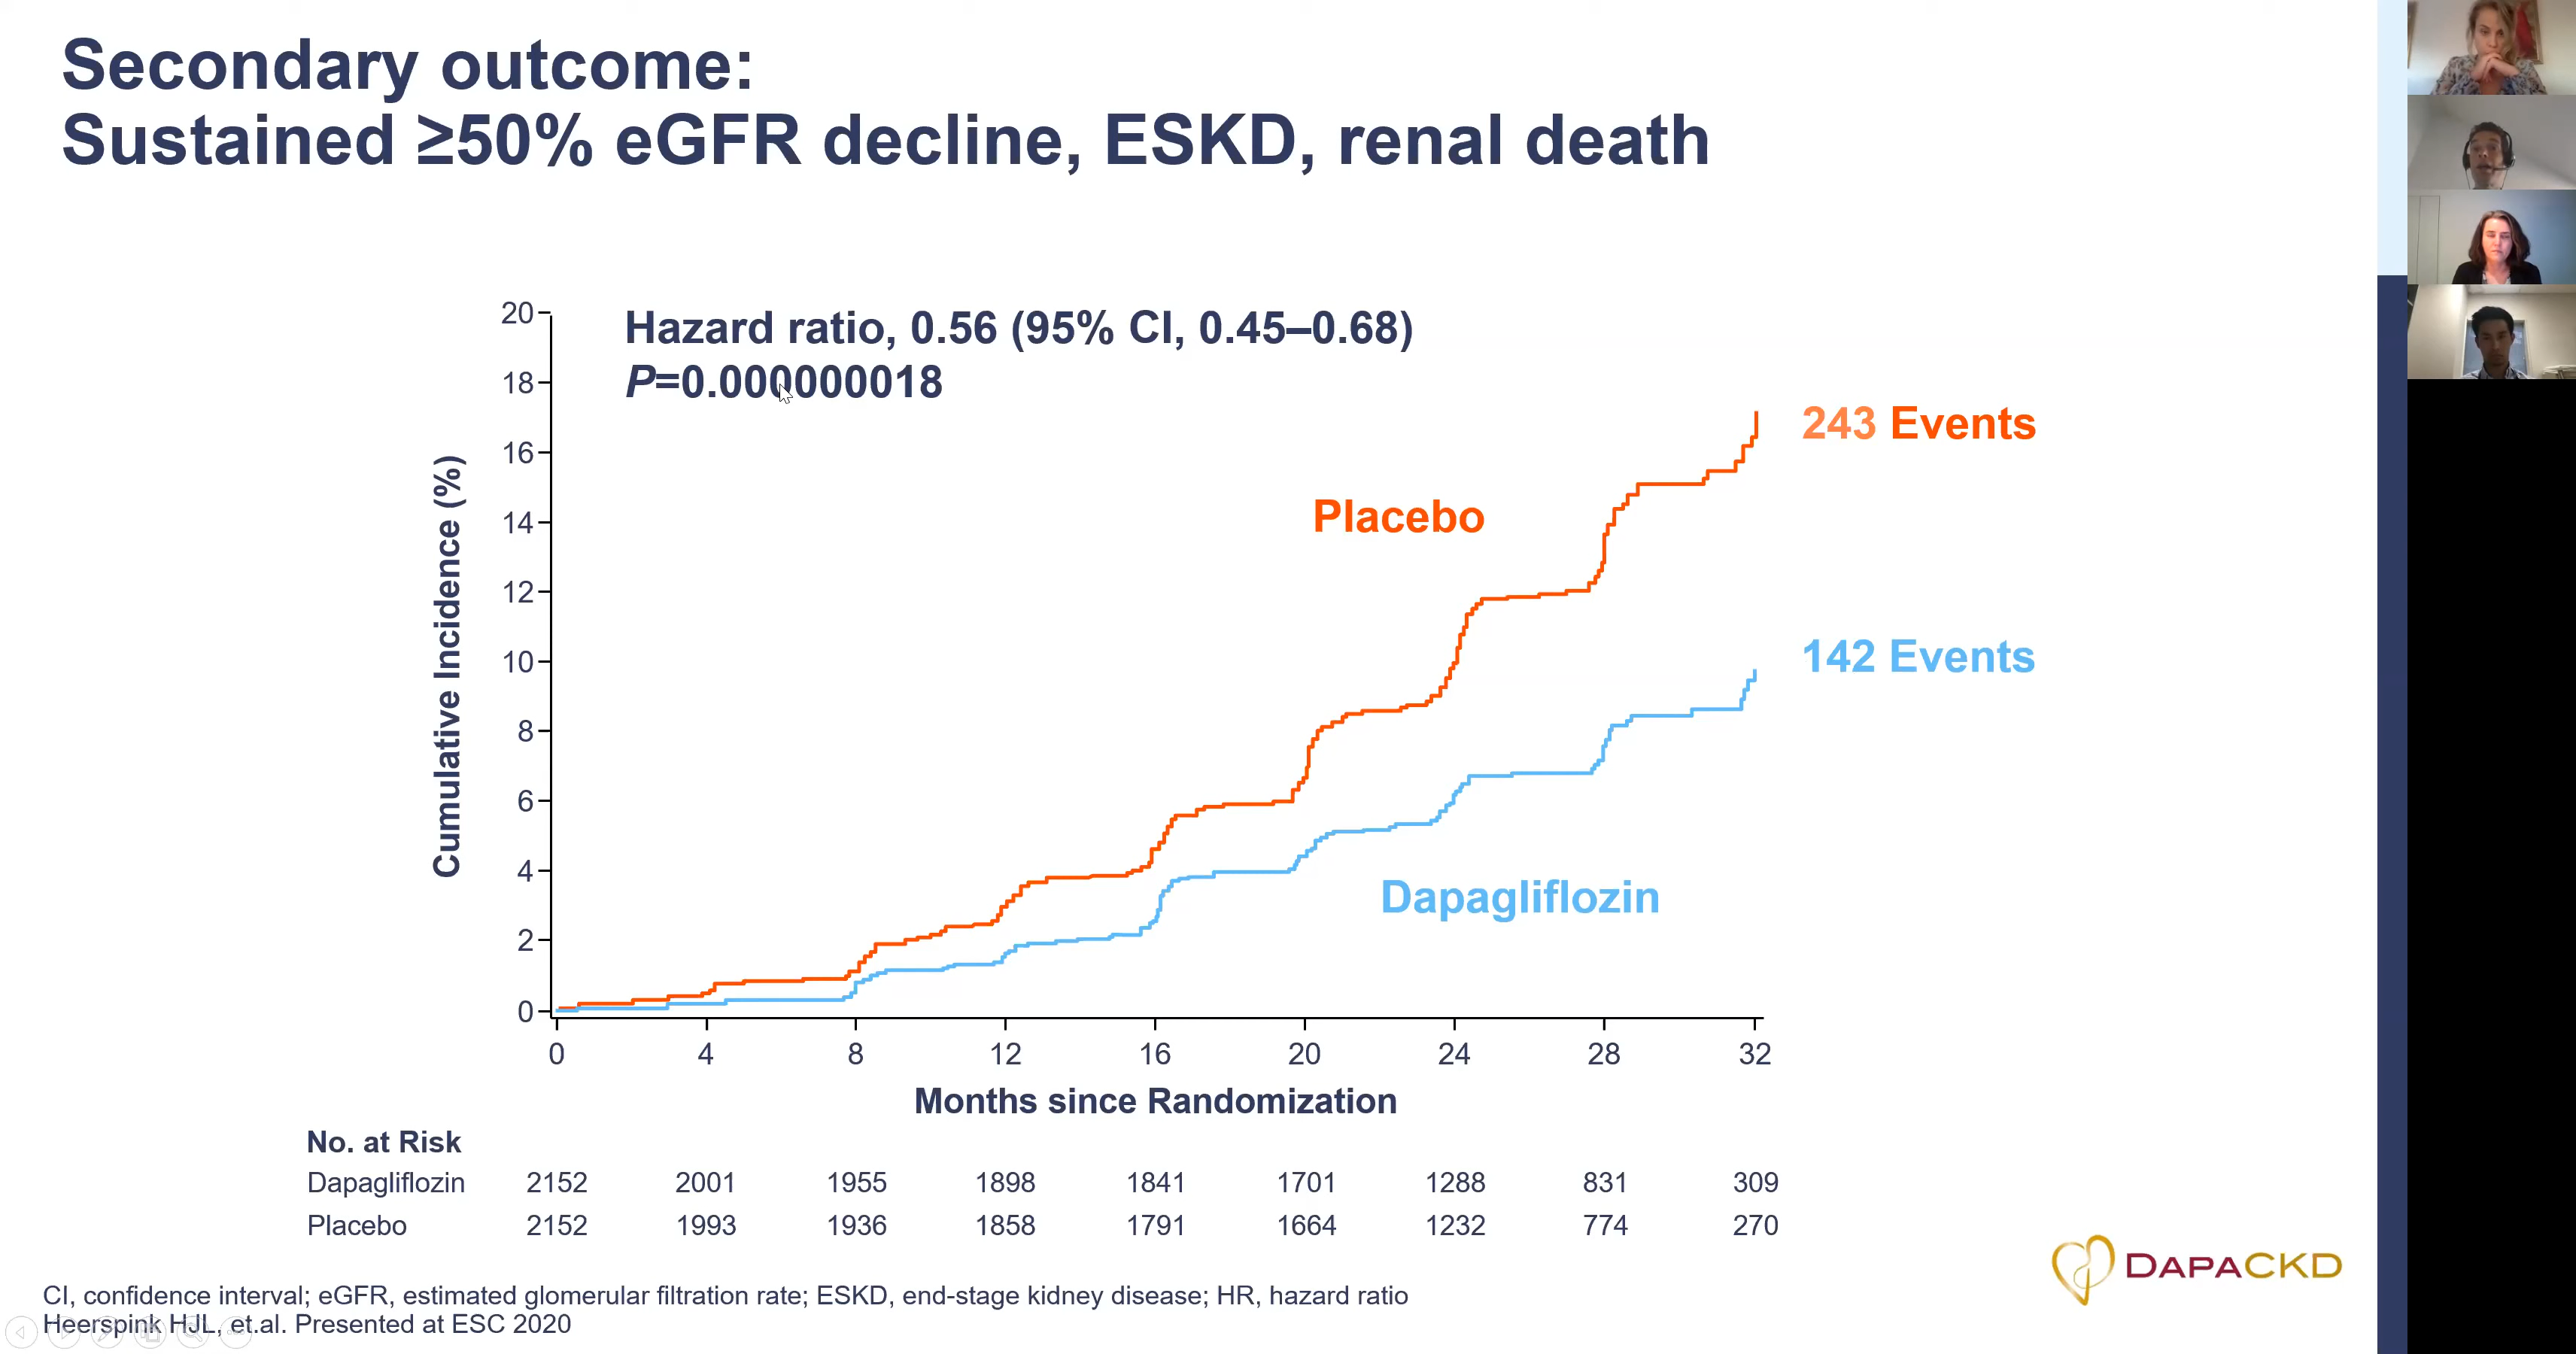 Secondary outcome:
Sustained ≥50% eGFR decline, ESKD, renal death
Hazard ratio, 0.56 (95% CI, 0.45–0.68)
P=0.000000018
Cumulative Incidence (%)
20
18
16
14
12
10
8
6
4
2
0
243 Events
Placebo
142 Events
Dapagliflozin
0 4 8 12 16 20 24 28 32
Months since Randomization
No. at Risk
Dapagliflozin 2152 2001 1955 1898 1841 1701 1288 831 309
Placebo 2152 1993 1936 1858 1791 1664 1232 774 270
CI, confidence interval; eGFR, estimated glomerular filtration rate; ESKD, end-stage kidney disease; HR, hazard ratio
Heerspink HJL, et.al. Presented at ESC 2020
DAPACKD